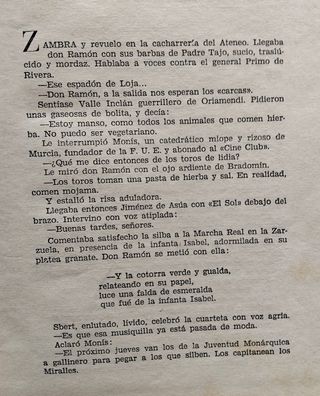 ZAMBRA y revuelo en la cacharrería del Ateneo. Llegaba
don Ramón con sus barbas de Padre Tajo, sucio, traslú-
cido y mordaz. Hablaba a voces contra el general Primo de
Rivera.
—Ese espadón de Loja...
—Don Ramón, a la salida nos esperan los «carcas».
Sentíase Valle Inclán guerrillero de Oriamendi. Pidieron
unas gaseosas de bolita, y decía:
—Estoy manso, como todos los animales que comen hier-
ba. No puedo ser vegetariano.
Le interrumpió Monís, un catedrático miope y rizoso de
Murcia, fundador de la F. U. E. y abonado al «Cine Club».
—¿Qué me dice entonces de los toros de lidia?
Le miró don Ramón con el ojo ardiente de Bradomín.
—Los toros toman una pasta de hierba y sal. En realidad,
comen mojama.
Y estalló la risa aduladora.
Llegaba entonces Jiménez de Asúa con «El Sol» debajo del
brazo. Intervino con voz atiplada:
—Buenas tardes, señores.
Comentaba satisfecho la silba a la Marcha Real en la Zar-
zuela, en presencia de la infanta Isabel, adormilada en su
platea granate. Don Ramón se metió con ella:
—Y la cotorra verde y gualda,
relateando en su papel,
luce una falda de esmeralda
que fué de la infanta Isabel.
Sbert, enlutado, lívido, celebró la cuarteta con voz agria.
—Es que esa musiquilla ya está pasada de moda.
Aclaró Monís:
—El próximo jueves van los de la Juventud Monárquica
a gallinero para pegar a los que silben. Los capitanean los
Miralles.